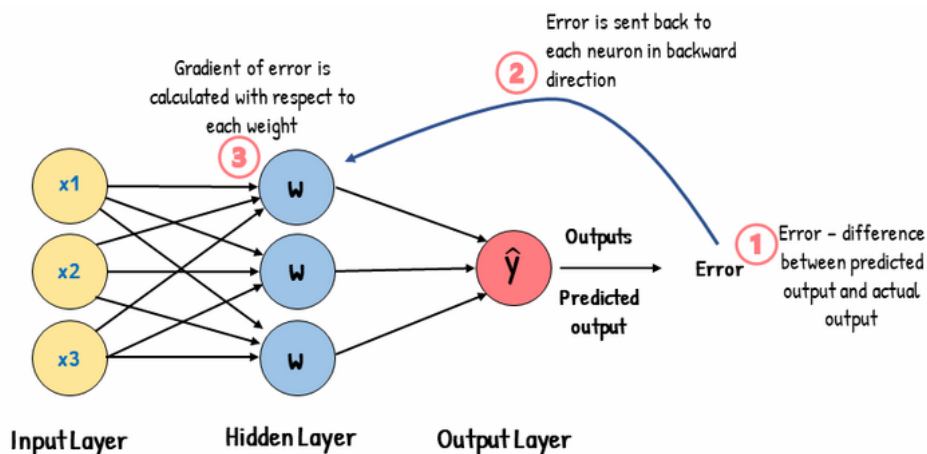 Error is sent back to
each neuron in backward
direction
2
Gradient of error is
calculated with respect to
each weight
3
x1
x2
x3
w
w
w
ŷ
Outputs
Predicted
output
Error
1
Error – difference
between predicted
output and actual
output
Input Layer
Hidden Layer
Output Layer